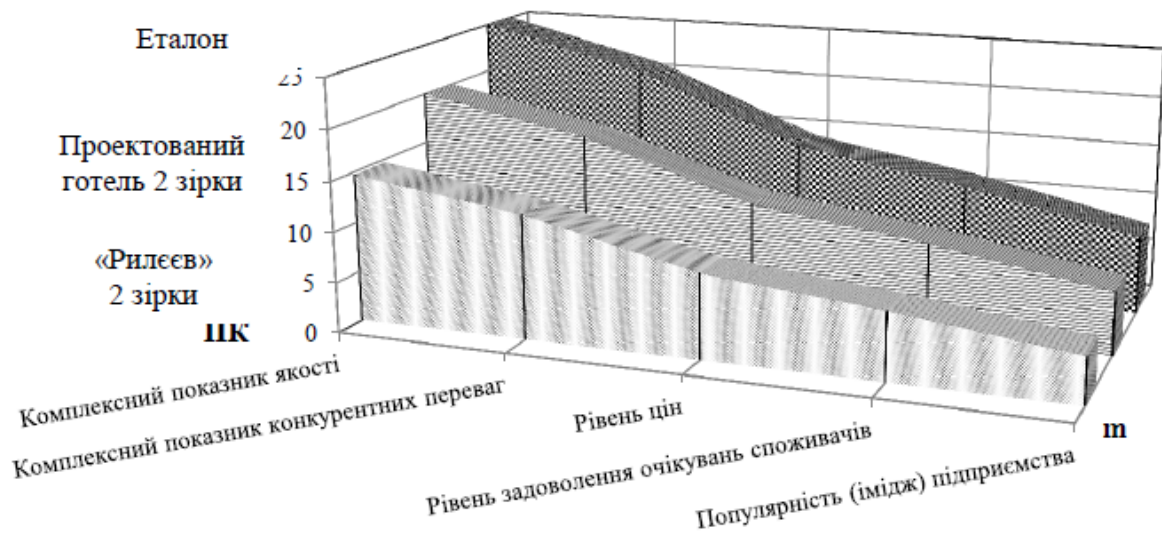 Еталон
25
20
Проектований
готель 2 зірки
15
10
«Рилєєв»
2 зірки
5
ПК
0
Комплексний показник якості
Комплексний показник конкурентних переваг
Рівень цін
Рівень задоволення очікувань споживачів
Популярність (імідж) підприємства
m